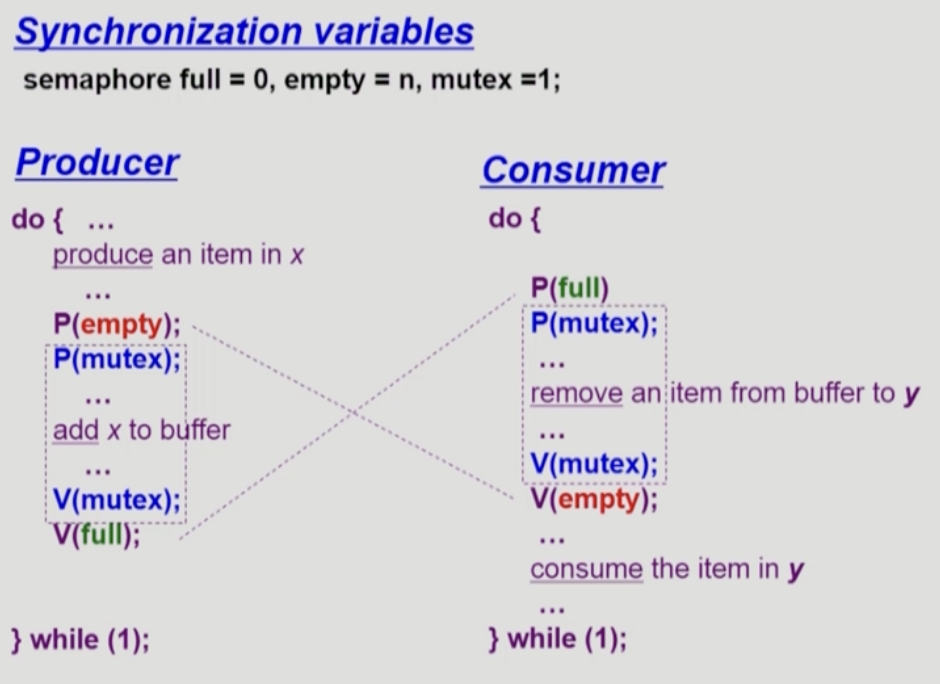 Synchronization variables
semaphore full = 0, empty = n, mutex =1;
Producer
do { ...
produce an item in x
...
P(empty);
P(mutex);
...
add x to buffer
...
V(mutex);
V(full);
} while (1);
Consumer
do {
P(full)
P(mutex);
...
remove an item from buffer to y
...
V(mutex);
V(empty);
...
consume the item in y
...
} while (1);